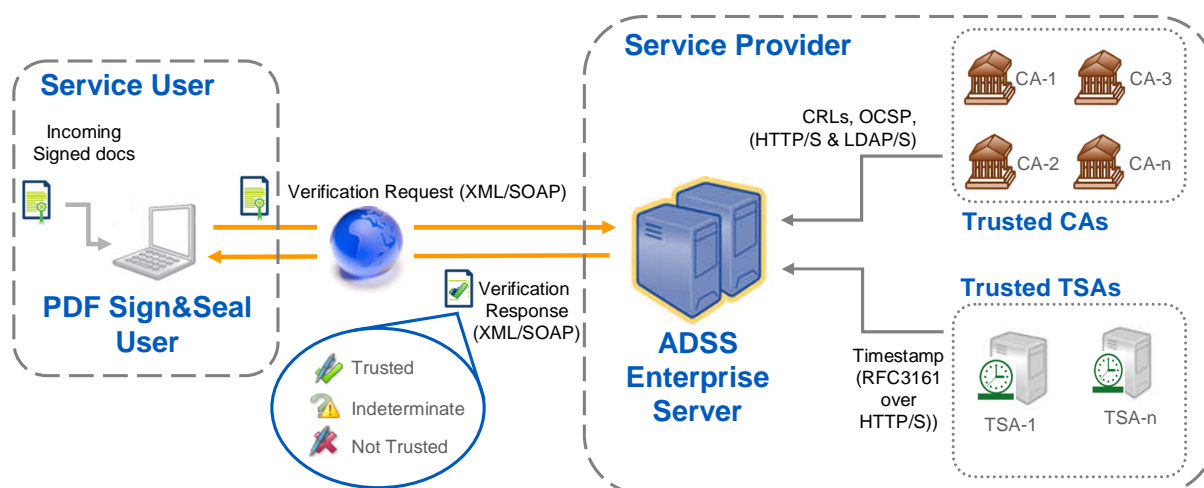 Service User
Incoming
Signed docs
PDF Sign&Seal
User
Verification Request (XML/SOAP)
Verification
Response
(XML/SOAP)
Trusted
Indeterminate
Not Trusted
Service Provider
ADSS
Enterprise
Server
CRLs, OCSP,
(HTTP/S & LDAP/S)
CA-1
CA-3
CA-2
CA-n
Trusted CAs
Trusted TSAs
Timestamp
(RFC3161
over
HTTP/S))
TSA-1
TSA-n